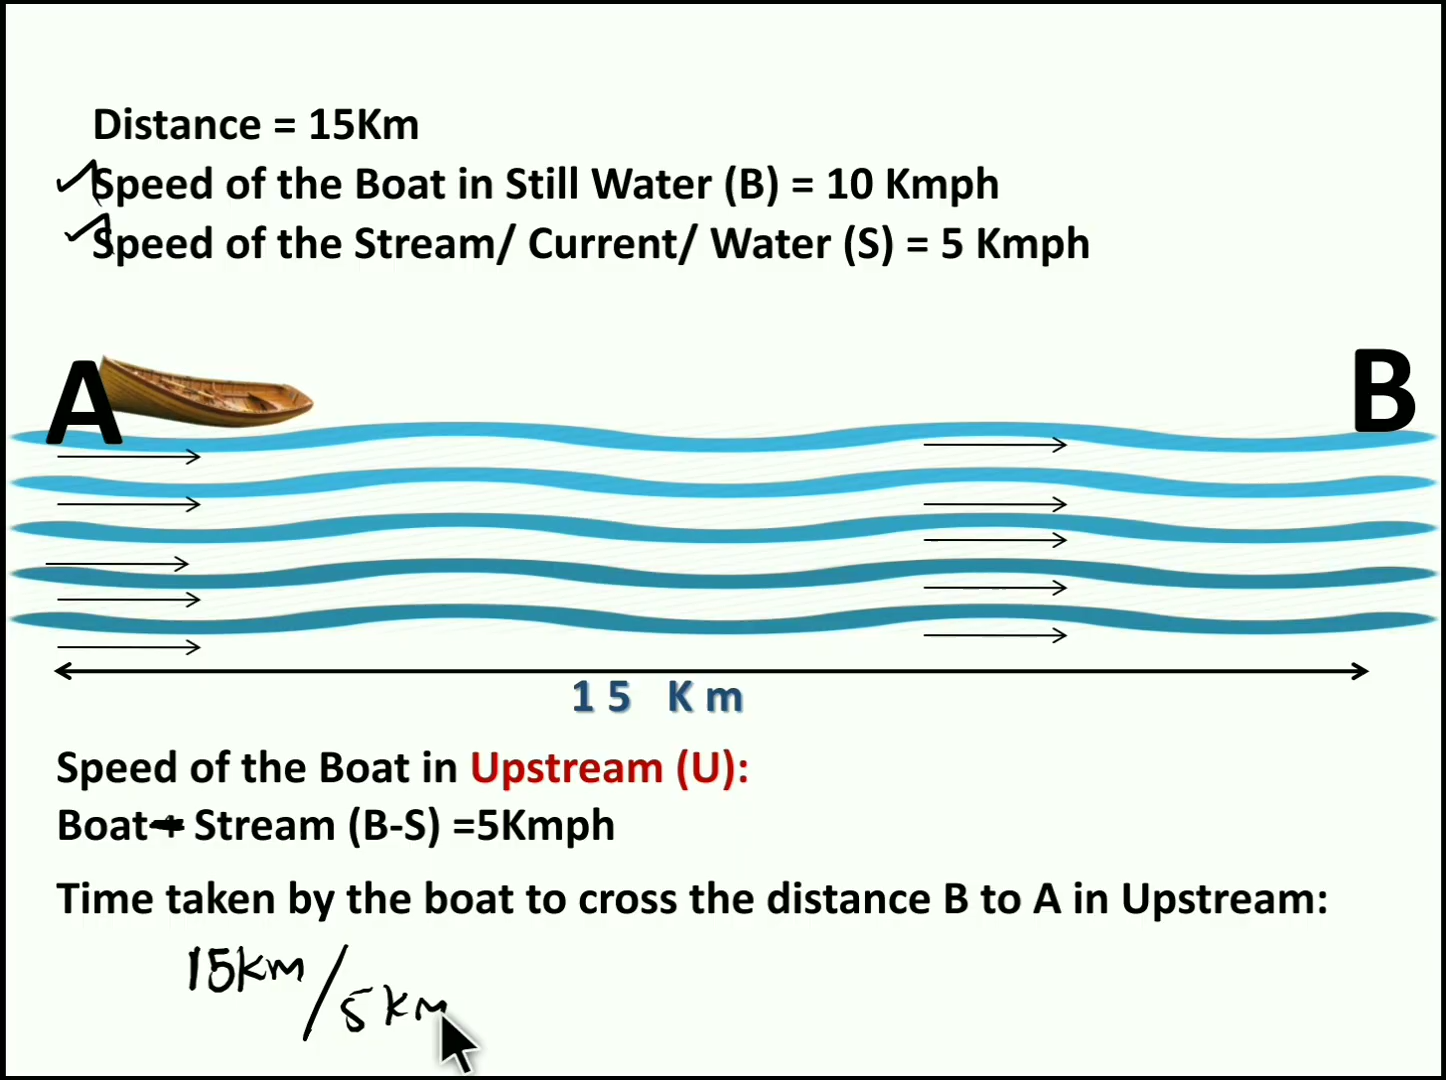 Distance = 15Km
Speed of the Boat in Still Water (B) = 10 Kmph
Speed of the Stream/ Current/ Water (S) = 5 Kmph
A
B
15 Km
Speed of the Boat in Upstream (U):
Boat - Stream (B-S) =5Kmph
Time taken by the boat to cross the distance B to A in Upstream:
15km/5km